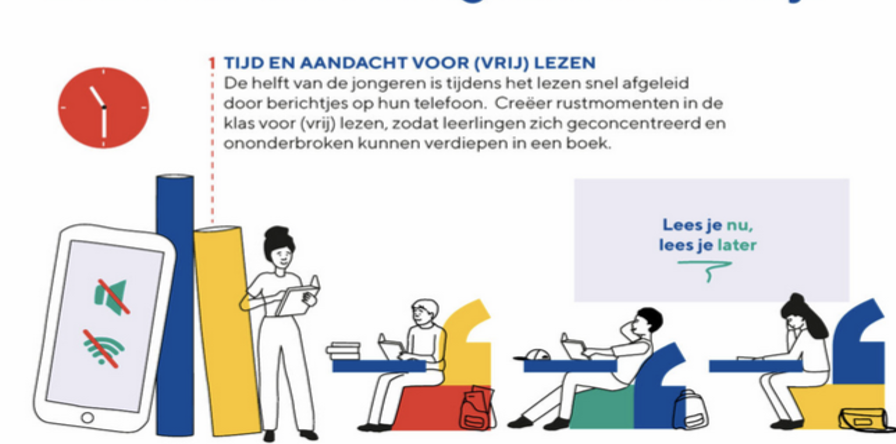 1 TIJD EN AANDACHT VOOR (VRIJ) LEZEN
De helft van de jongeren is tijdens het lezen snel afgeleid
door berichtjes op hun telefoon. Creëer rustmomenten in de
klas voor (vrij) lezen, zodat leerlingen zich geconcentreerd en
ononderbroken kunnen verdiepen in een boek.
Lees je nu,
lees je later